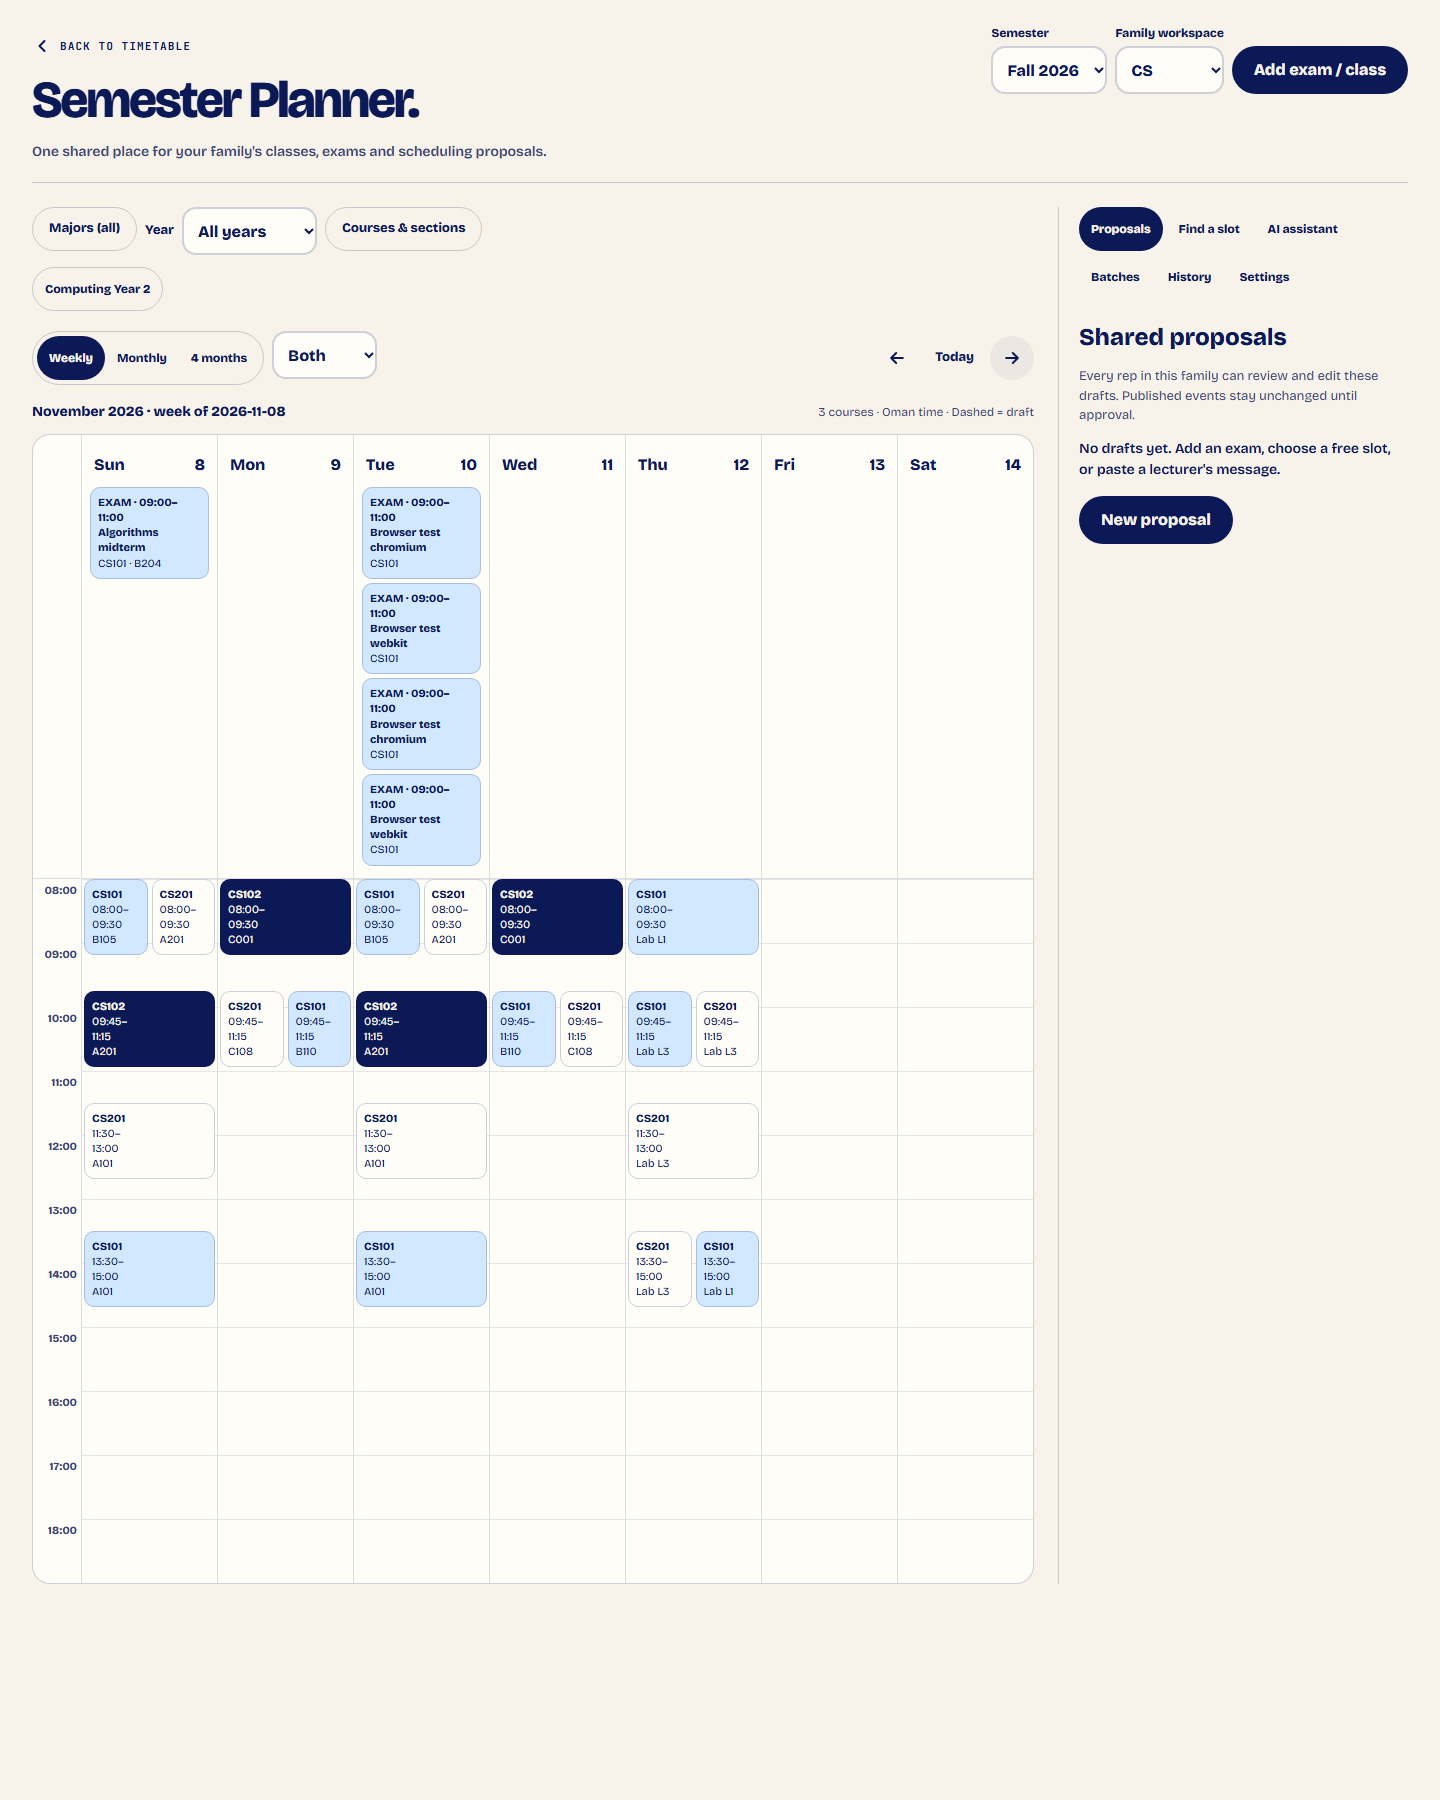 BACK TO TIMETABLE
Semester Planner.
One shared place for your family's classes, exams and scheduling proposals.
Semester
Family workspace
Fall 2026
CS
Add exam / class
Majors (all)
Year
All years
Courses & sections
Computing Year 2
Weekly
Monthly
4 months
Both
Today
November 2026 · week of 2026-11-08
3 courses · Oman time · Dashed = draft
Sun 8
Mon 9
Tue 10
Wed 11
Thu 12
Fri 13
Sat 14
EXAM · 09:00–
11:00
Algorithms
midterm
CS101 · B204
EXAM · 09:00–
11:00
Browser test
chromium
CS101
EXAM · 09:00–
11:00
Browser test
webkit
CS101
EXAM · 09:00–
11:00
Browser test
chromium
CS101
EXAM · 09:00–
11:00
Browser test
webkit
CS101
08:00
CS101
08:00–
09:30
B105
CS201
08:00–
09:30
A201
CS102
08:00–
09:30
C001
CS101
08:00–
09:30
B105
CS201
08:00–
09:30
A201
CS102
08:00–
09:30
C001
CS101
08:00–
09:30
Lab L1
09:00
CS102
09:45–
11:15
A201
CS201
09:45–
11:15
C108
CS101
09:45–
11:15
B110
CS102
09:45–
11:15
A201
CS101
09:45–
11:15
B110
CS201
09:45–
11:15
C108
CS101
09:45–
11:15
Lab L3
CS201
09:45–
11:15
Lab L3
10:00
11:00
CS201
11:30–
13:00
A101
CS201
11:30–
13:00
A101
CS201
11:30–
13:00
Lab L3
12:00
13:00
CS101
13:30–
15:00
A101
CS101
13:30–
15:00
A101
CS201
13:30–
15:00
Lab L3
CS101
13:30–
15:00
Lab L1
14:00
15:00
16:00
17:00
18:00
Proposals
Find a slot
AI assistant
Batches
History
Settings
Shared proposals
Every rep in this family can review and edit these
drafts. Published events stay unchanged until
approval.
No drafts yet. Add an exam, choose a free slot,
or paste a lecturer's message.
New proposal